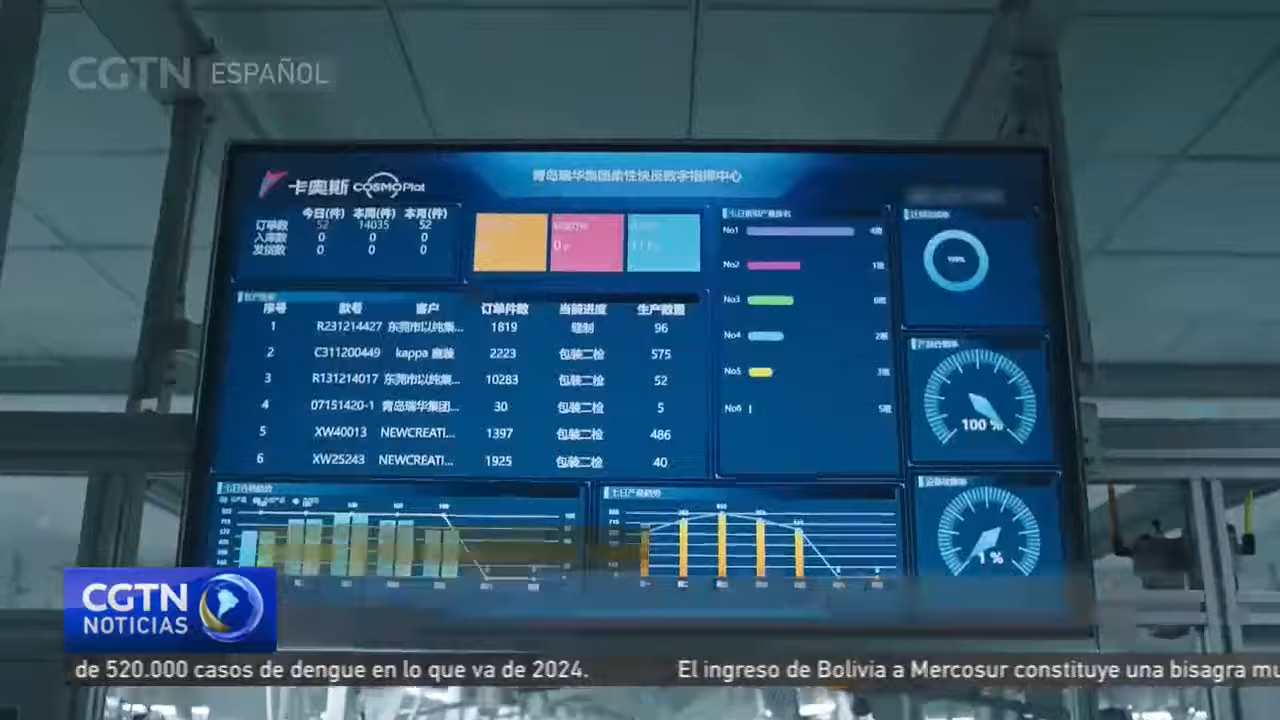 CGTN ESPAÑOL
卡奥斯 COSMOPlat
青岛瑞华集团柔性快反数字指挥中心
今日(件) 本周(件) 本月(件)
订单数 52 14035 52
入库数 0 0 0
发货数 0 0 0
序号 款号 客户 订单件数 当前进度 生产数量
1 R231214427 东莞市以纯集... 1819 缝制 96
2 C311200449 kappa 2223 包装二检 575
3 R131214017 东莞市以纯集... 10283 包装二检 52
4 07151420-1 青岛瑞华集团... 30 包装二检 5
5 XW40013 NEWCREATI... 1397 包装二检 486
6 XW25243 NEWCREATI... 1925 包装二检 40
No1
No2
No3
No4
No5
No6
100%
100 %
1 %
七日产量趋势
CGTN
NOTICIAS
de 520.000 casos de dengue en lo que va de 2024. El ingreso de Bolivia a Mercosur constituye una bisagra mu